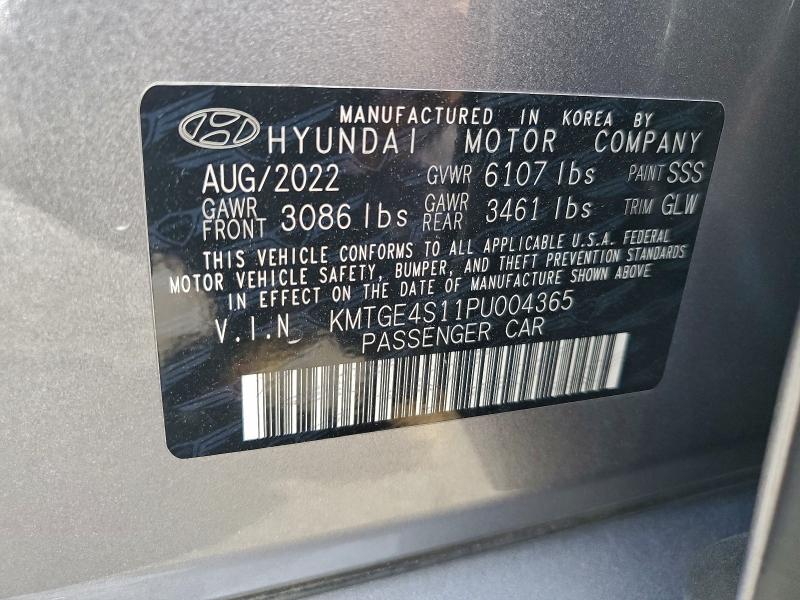 MANUFACTURED IN KOREA BY
HYUNDAI MOTOR COMPANY
AUG/2022 GVWR 6107 lbs PAINT SSS
GAWR FRONT 3086 lbs GAWR REAR 3461 lbs TRIM GLW
THIS VEHICLE CONFORMS TO ALL APPLICABLE U.S.A. FEDERAL
MOTOR VEHICLE SAFETY, BUMPER, AND THEFT PREVENTION STANDARDS
IN EFFECT ON THE DATE OF MANUFACTURE SHOWN ABOVE
V.I.N KMTGE4S11PU004365
PASSENGER CAR